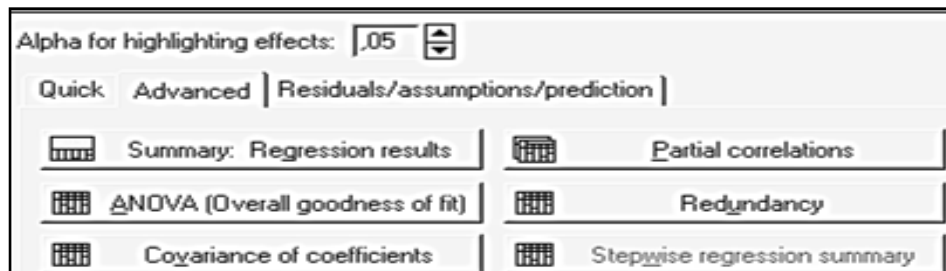 Alpha for highlighting effects: ,05
Quick Advanced Residuals/assumptions/prediction
Summary: Regression results Partial correlations
ANOVA (Overall goodness of fit) Redundancy
Covariance of coefficients Stepwise regression summary